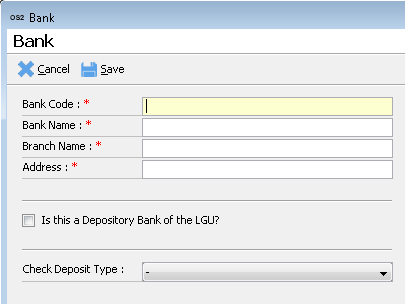 OS2 Bank
Bank
Cancel Save
Bank Code : *
Bank Name : *
Branch Name : *
Address : *
Is this a Depository Bank of the LGU?
Check Deposit Type : -